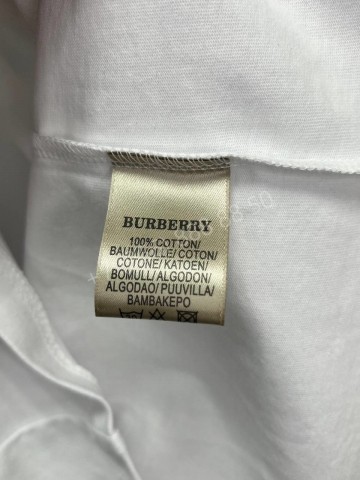 BURBERRY
100% COTTON/
BAUMWOLLE/COTON/
COTONE/KATOEN/
BOMULL/ALGODON/
ALGODAO/PUUVILLA/
BAMBAKEPO